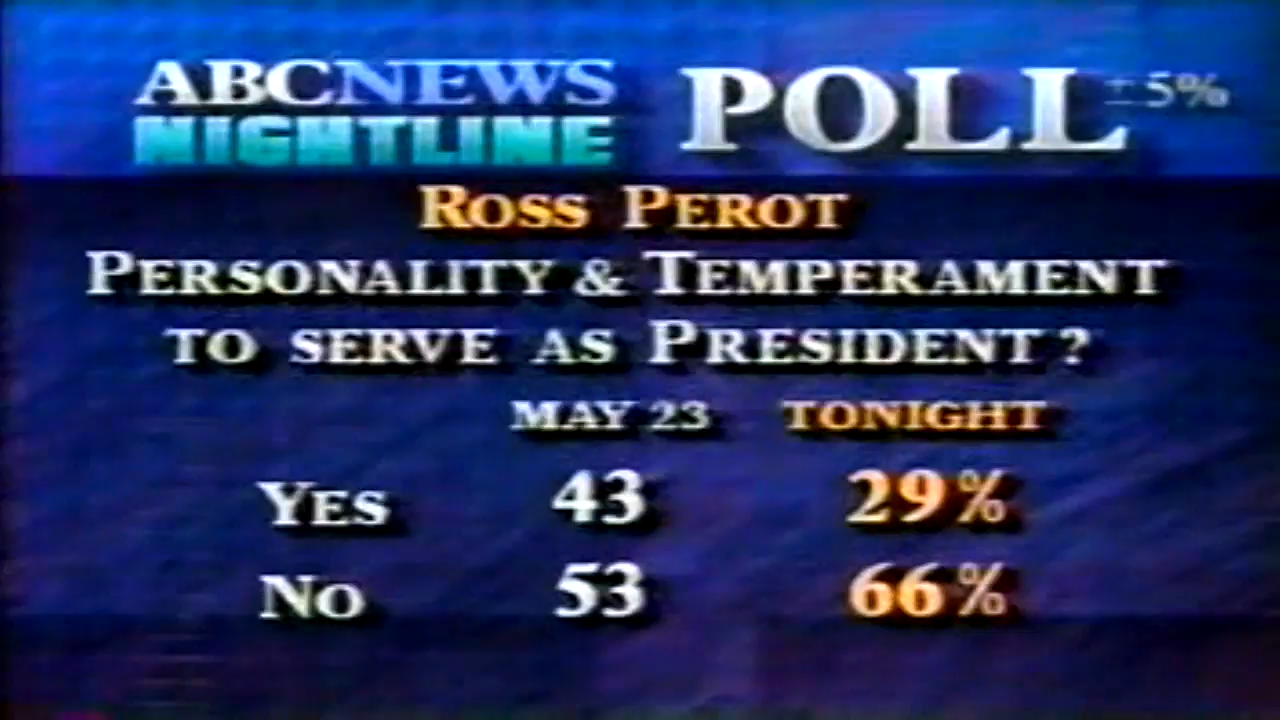 ABCNEWS POLL ±5%
NIGHTLINE
ROSS PEROT
PERSONALITY & TEMPERAMENT
TO SERVE AS PRESIDENT?
MAY 23 TONIGHT
YES 43 29%
NO 53 66%